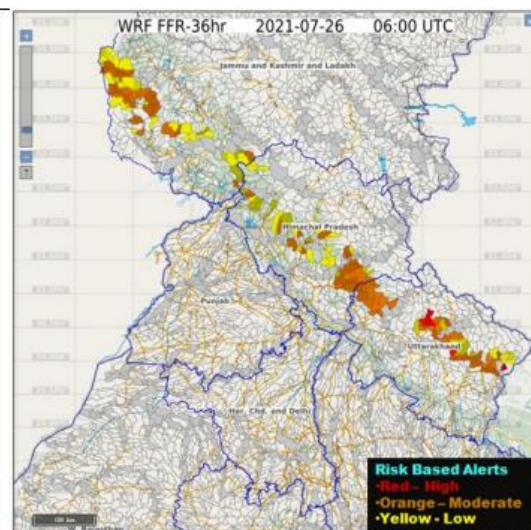 WRF FFR-36hr 2021-07-26 06:00 UTC
Jammu and Kashmir and Ladakh
Himachal Pradesh
Punjab
Uttarakhand
Har, Chd. and Delhi
Risk Based Alerts
•Red – High
•Orange – Moderate
•Yellow - Low